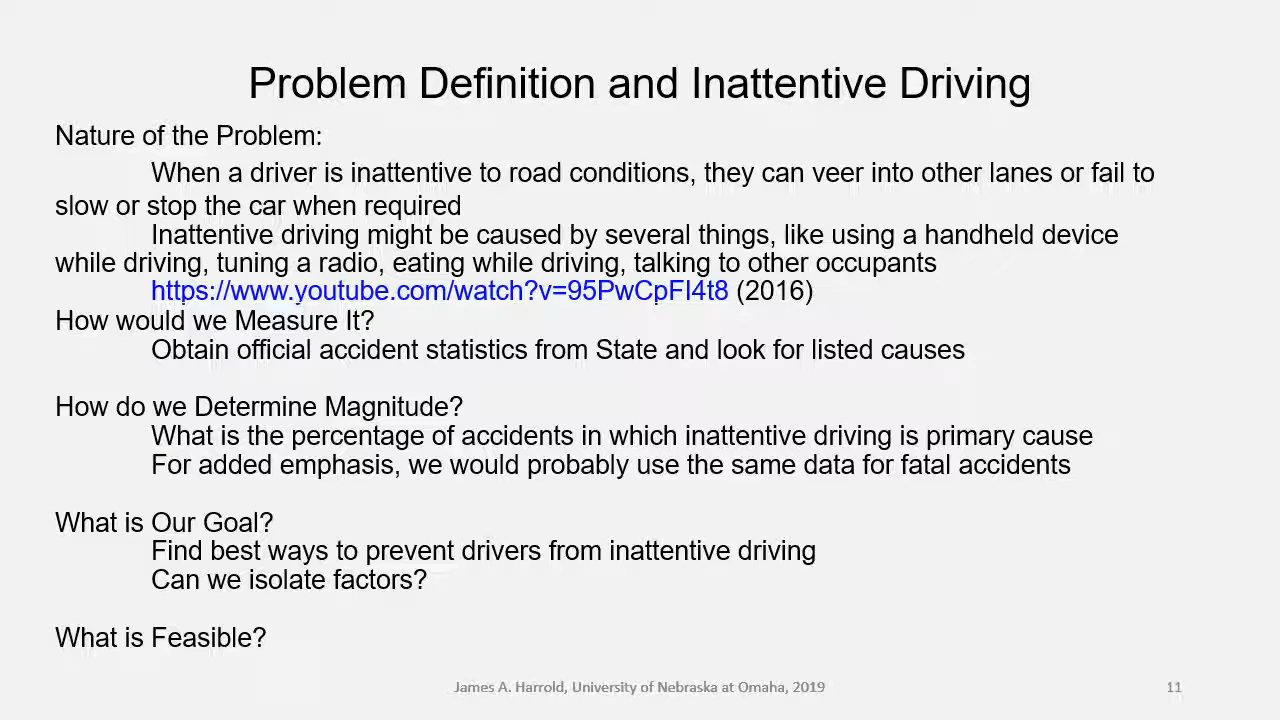 Problem Definition and Inattentive Driving
Nature of the Problem:
When a driver is inattentive to road conditions, they can veer into other lanes or fail to
slow or stop the car when required
Inattentive driving might be caused by several things, like using a handheld device
while driving, tuning a radio, eating while driving, talking to other occupants
https://www.youtube.com/watch?v=95PwCpFI4t8 (2016)
How would we Measure It?
Obtain official accident statistics from State and look for listed causes
How do we Determine Magnitude?
What is the percentage of accidents in which inattentive driving is primary cause
For added emphasis, we would probably use the same data for fatal accidents
What is Our Goal?
Find best ways to prevent drivers from inattentive driving
Can we isolate factors?
What is Feasible?
James A. Harrold, University of Nebraska at Omaha, 2019
11